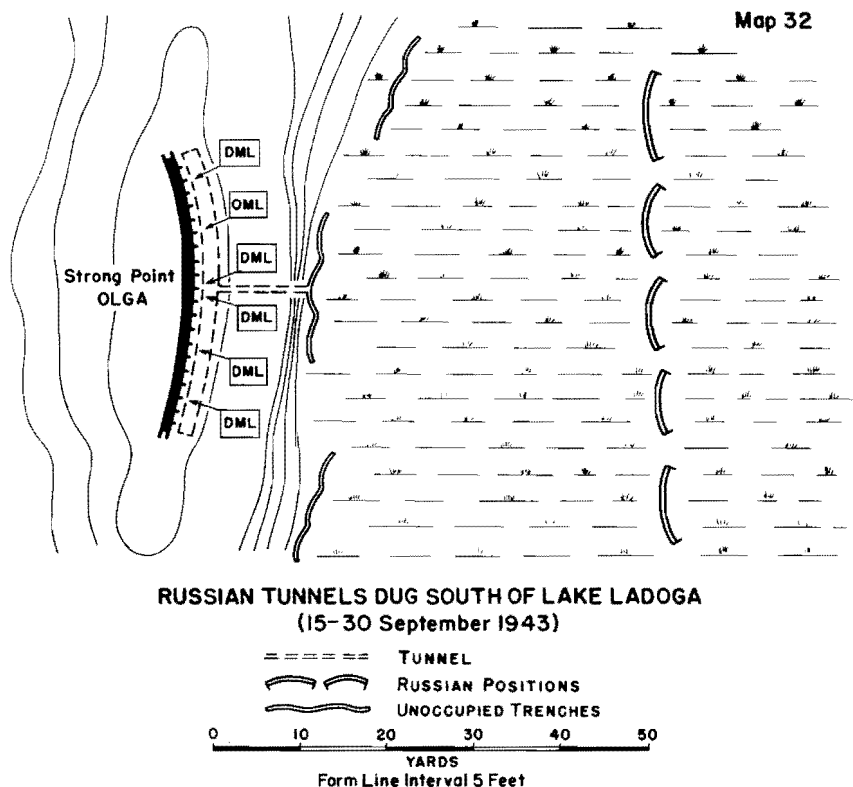 Map 32
DML
OML
DML
Strong Point
OLGA
DML
DML
DML
RUSSIAN TUNNELS DUG SOUTH OF LAKE LADOGA
(15-30 September 1943)
TUNNEL
RUSSIAN POSITIONS
UNOCCUPIED TRENCHES
0 10 20 30 40 50
YARDS
Form Line Interval 5 Feet